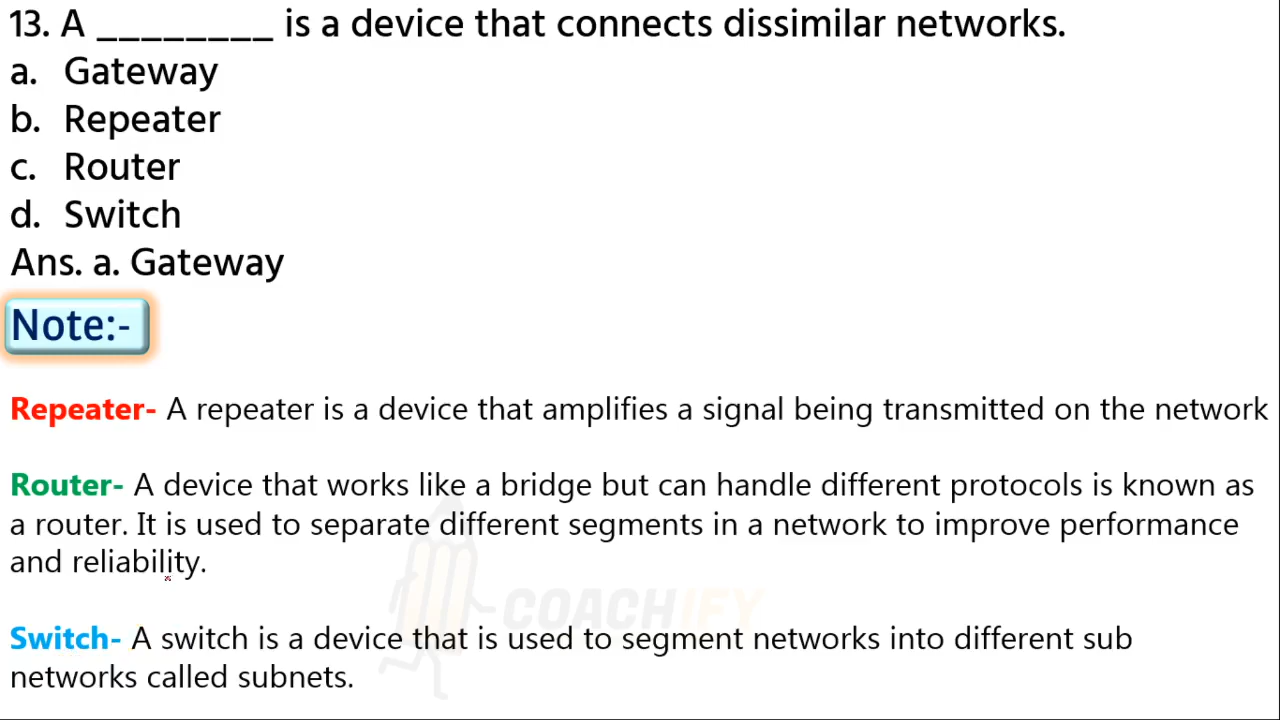 13. A ________ is a device that connects dissimilar networks.
a. Gateway
b. Repeater
c. Router
d. Switch
Ans. a. Gateway
Note:-
Repeater- A repeater is a device that amplifies a signal being transmitted on the network
Router- A device that works like a bridge but can handle different protocols is known as
a router. It is used to separate different segments in a network to improve performance
and reliability.
COACHIFY
Switch- A switch is a device that is used to segment networks into different sub
networks called subnets.